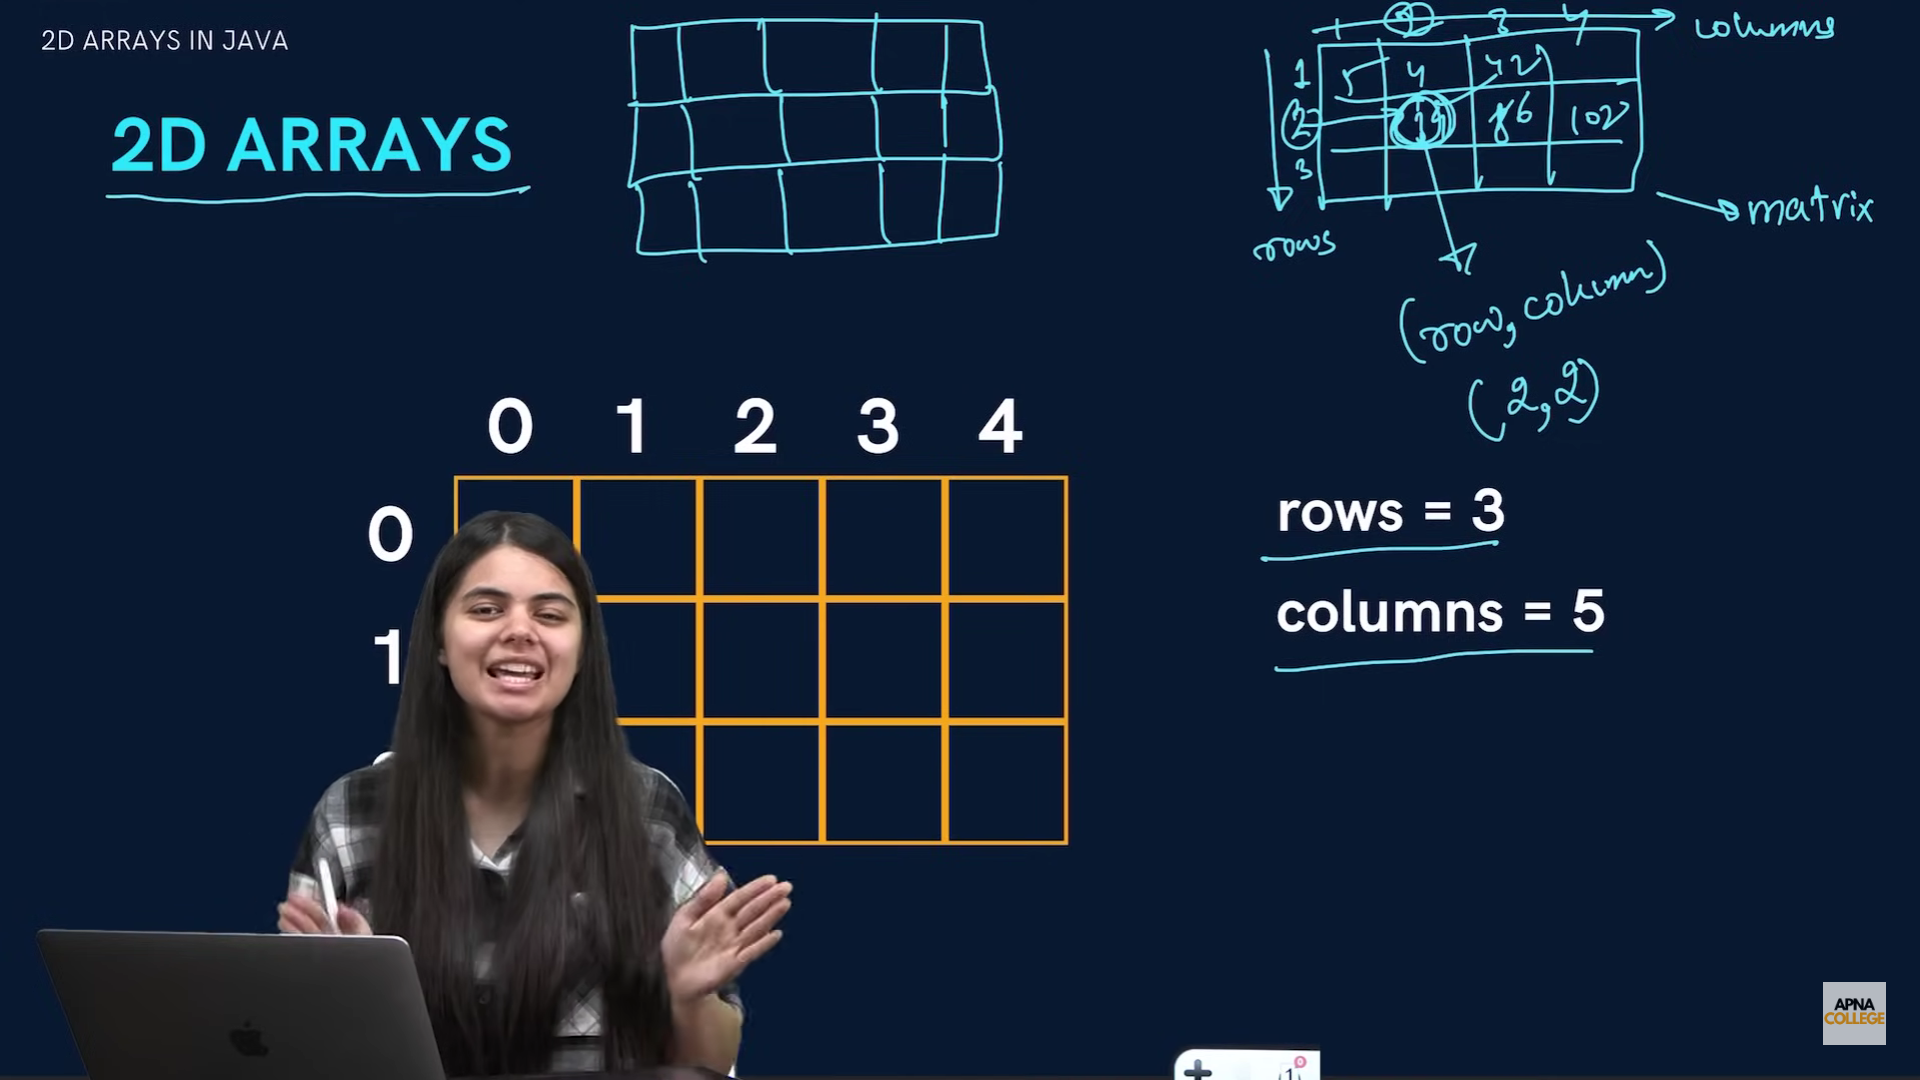 2D ARRAYS IN JAVA
2D ARRAYS
1 2 3 4 columns
1 5 4 42
2 86 102
3
rows
matrix
(row, column)
(2,2)
0 1 2 3 4
0
1
rows = 3
columns = 5
APNA
COLLEGE